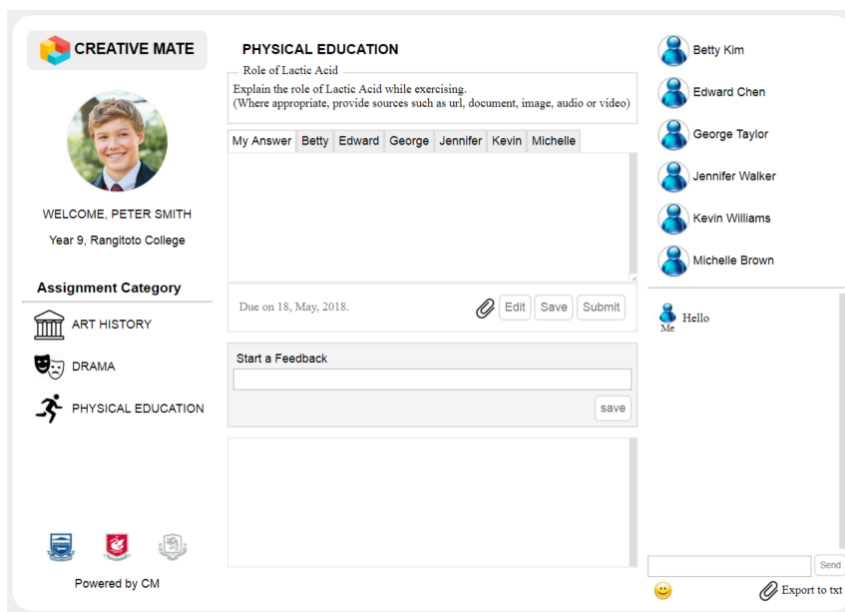 CREATIVE MATE
WELCOME, PETER SMITH
Year 9, Rangitoto College
Assignment Category
ART HISTORY
DRAMA
PHYSICAL EDUCATION
Powered by CM
PHYSICAL EDUCATION
Role of Lactic Acid
Explain the role of Lactic Acid while exercising.
(Where appropriate, provide sources such as url, document, image, audio or video)
My Answer Betty Edward George Jennifer Kevin Michelle
Due on 18, May, 2018.
Edit Save Submit
Start a Feedback
save
Betty Kim
Edward Chen
George Taylor
Jennifer Walker
Kevin Williams
Michelle Brown
Hello
Me
Send
Export to txt